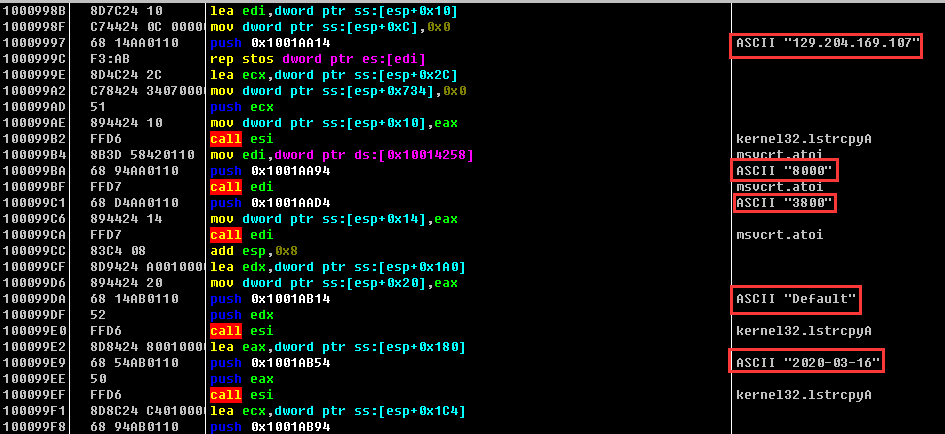 1000998B 8D7C24 10 lea edi,dword ptr ss:[esp+0x10]
1000998F C74424 0C 00000 mov dword ptr ss:[esp+0xC],0x0
10009997 68 14AA0110 push 0x1001AA14 ASCII "129.204.169.107"
1000999C F3:AB rep stos dword ptr es:[edi]
1000999E 8D4C24 2C lea ecx,dword ptr ss:[esp+0x2C]
100099A2 C78424 34070000 mov dword ptr ss:[esp+0x734],0x0
100099AD 51 push ecx
100099AE 894424 10 mov dword ptr ss:[esp+0x10],eax
100099B2 FFD6 call esi kernel32.lstrcpyA
100099B4 8B3D 58420110 mov edi,dword ptr ds:[0x10014258] msvcrt.atoi
100099BA 68 94AA0110 push 0x1001AA94 ASCII "8000"
100099BF FFD7 call edi msvcrt.atoi
100099C1 68 D4AA0110 push 0x1001AAD4 ASCII "3800"
100099C6 894424 14 mov dword ptr ss:[esp+0x14],eax
100099CA FFD7 call edi msvcrt.atoi
100099CC 83C4 08 add esp,0x8
100099CF 8D9424 A0010000 lea edx,dword ptr ss:[esp+0x1A0]
100099D6 894424 20 mov dword ptr ss:[esp+0x20],eax
100099DA 68 14AB0110 push 0x1001AB14 ASCII "Default"
100099DF 52 push edx
100099E0 FFD6 call esi kernel32.lstrcpyA
100099E2 8D8424 80010000 lea eax,dword ptr ss:[esp+0x180]
100099E9 68 54AB0110 push 0x1001AB54 ASCII "2020-03-16"
100099EE 50 push eax
100099EF FFD6 call esi kernel32.lstrcpyA
100099F1 8D8C24 C4010000 lea ecx,dword ptr ss:[esp+0x1C4]
100099F8 68 94AB0110 push 0x1001AB94